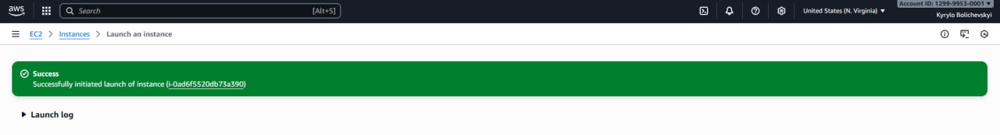 aws
Search
[Alt+S]
United States (N. Virginia)
Account ID: 1299-9953-0001
Kyrylo Bolichevskyi
EC2 > Instances > Launch an instance
Success
Successfully initiated launch of instance (i-0ad6f5520db73a390)
Launch log